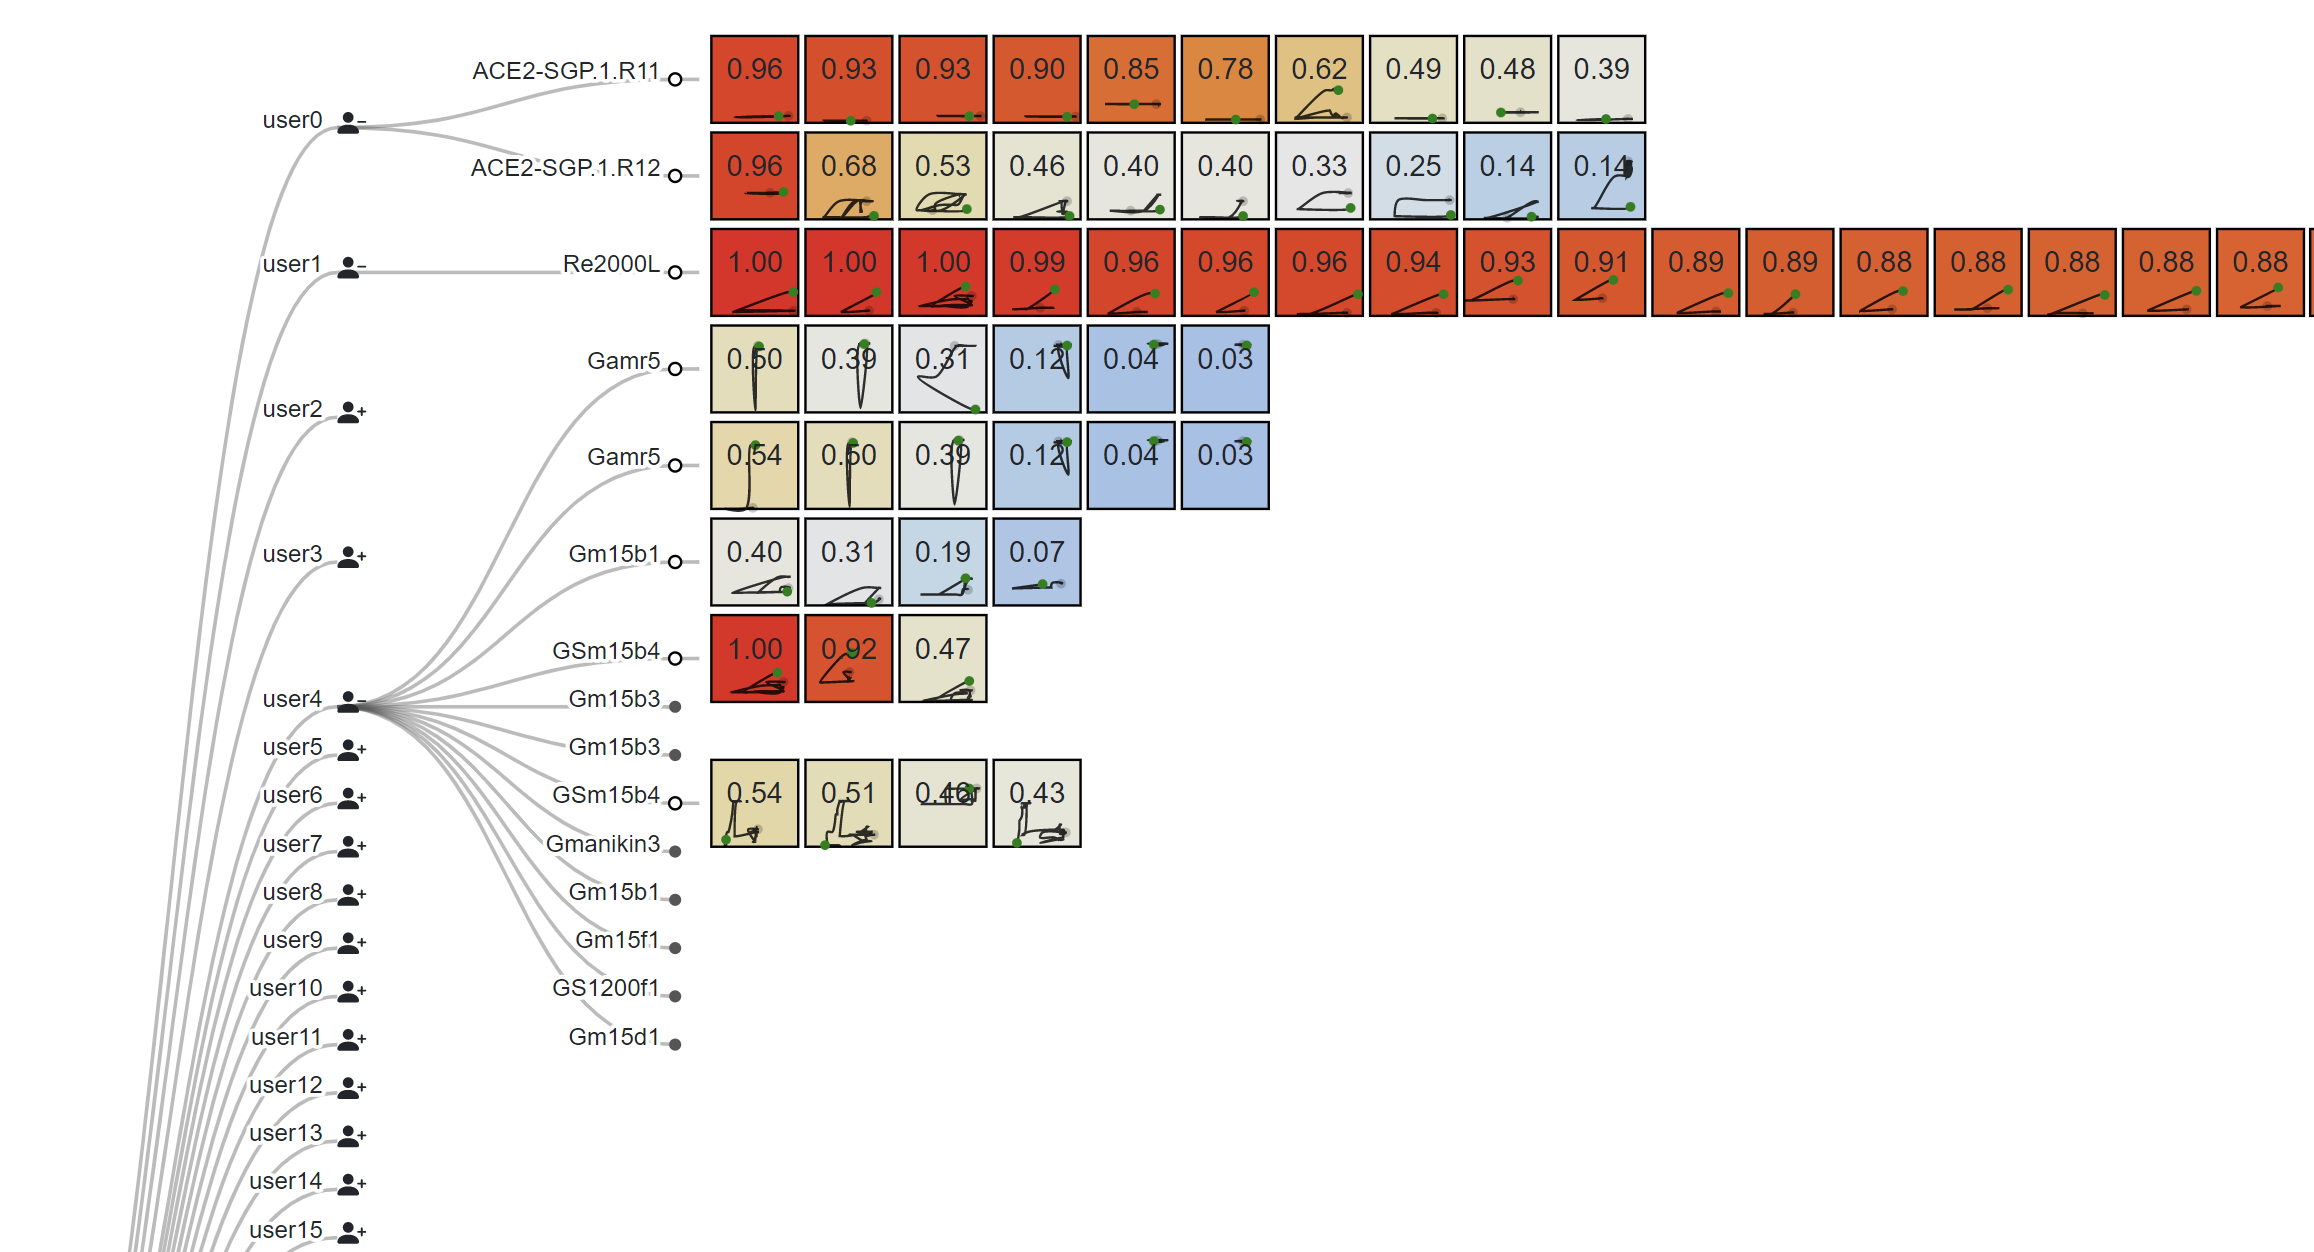 ACE2-SGP.1.R11 0.96 0.93 0.93 0.90 0.85 0.78 0.62 0.49 0.48 0.39
user0
ACE2-SGP.1.R12 0.96 0.68 0.53 0.46 0.40 0.40 0.33 0.25 0.14 0.14
user1 Re2000L 1.00 1.00 1.00 0.99 0.96 0.96 0.96 0.94 0.93 0.91 0.89 0.89 0.88 0.88 0.88 0.88 0.88
Gamr5 0.50 0.39 0.31 0.12 0.04 0.03
user2
Gamr5 0.54 0.50 0.39 0.12 0.04 0.03
user3 Gm15b1 0.40 0.31 0.19 0.07
GSm15b4 1.00 0.92 0.47
user4 Gm15b3
user5 Gm15b3
user6 GSm15b4 0.54 0.51 0.46 0.43
user7 Gmanikin3
user8 Gm15b1
user9 Gm15f1
user10 GS1200f1
user11 Gm15d1
user12
user13
user14
user15